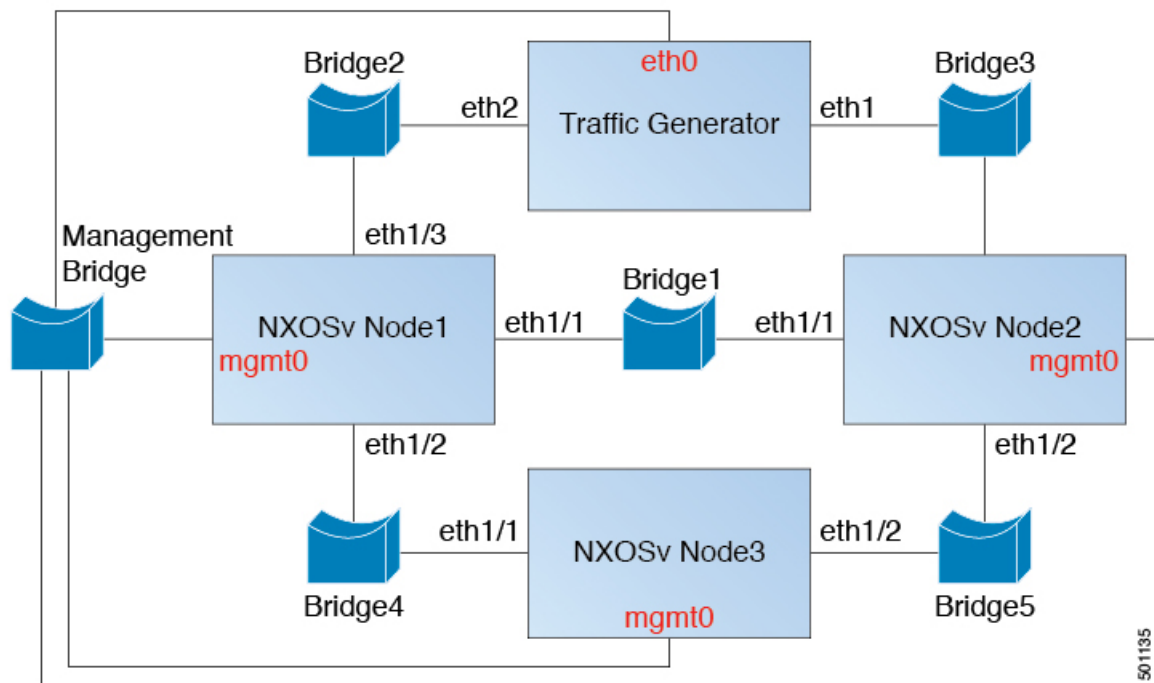 Bridge2
eth0
Bridge3
eth2
Traffic Generator
eth1
Management
Bridge
eth1/3
Bridge1
NXOSv Node1
eth1/1
eth1/1
NXOSv Node2
mgmt0
mgmt0
eth1/2
eth1/2
eth1/1
NXOSv Node3
eth1/2
Bridge4
mgmt0
Bridge5
501135